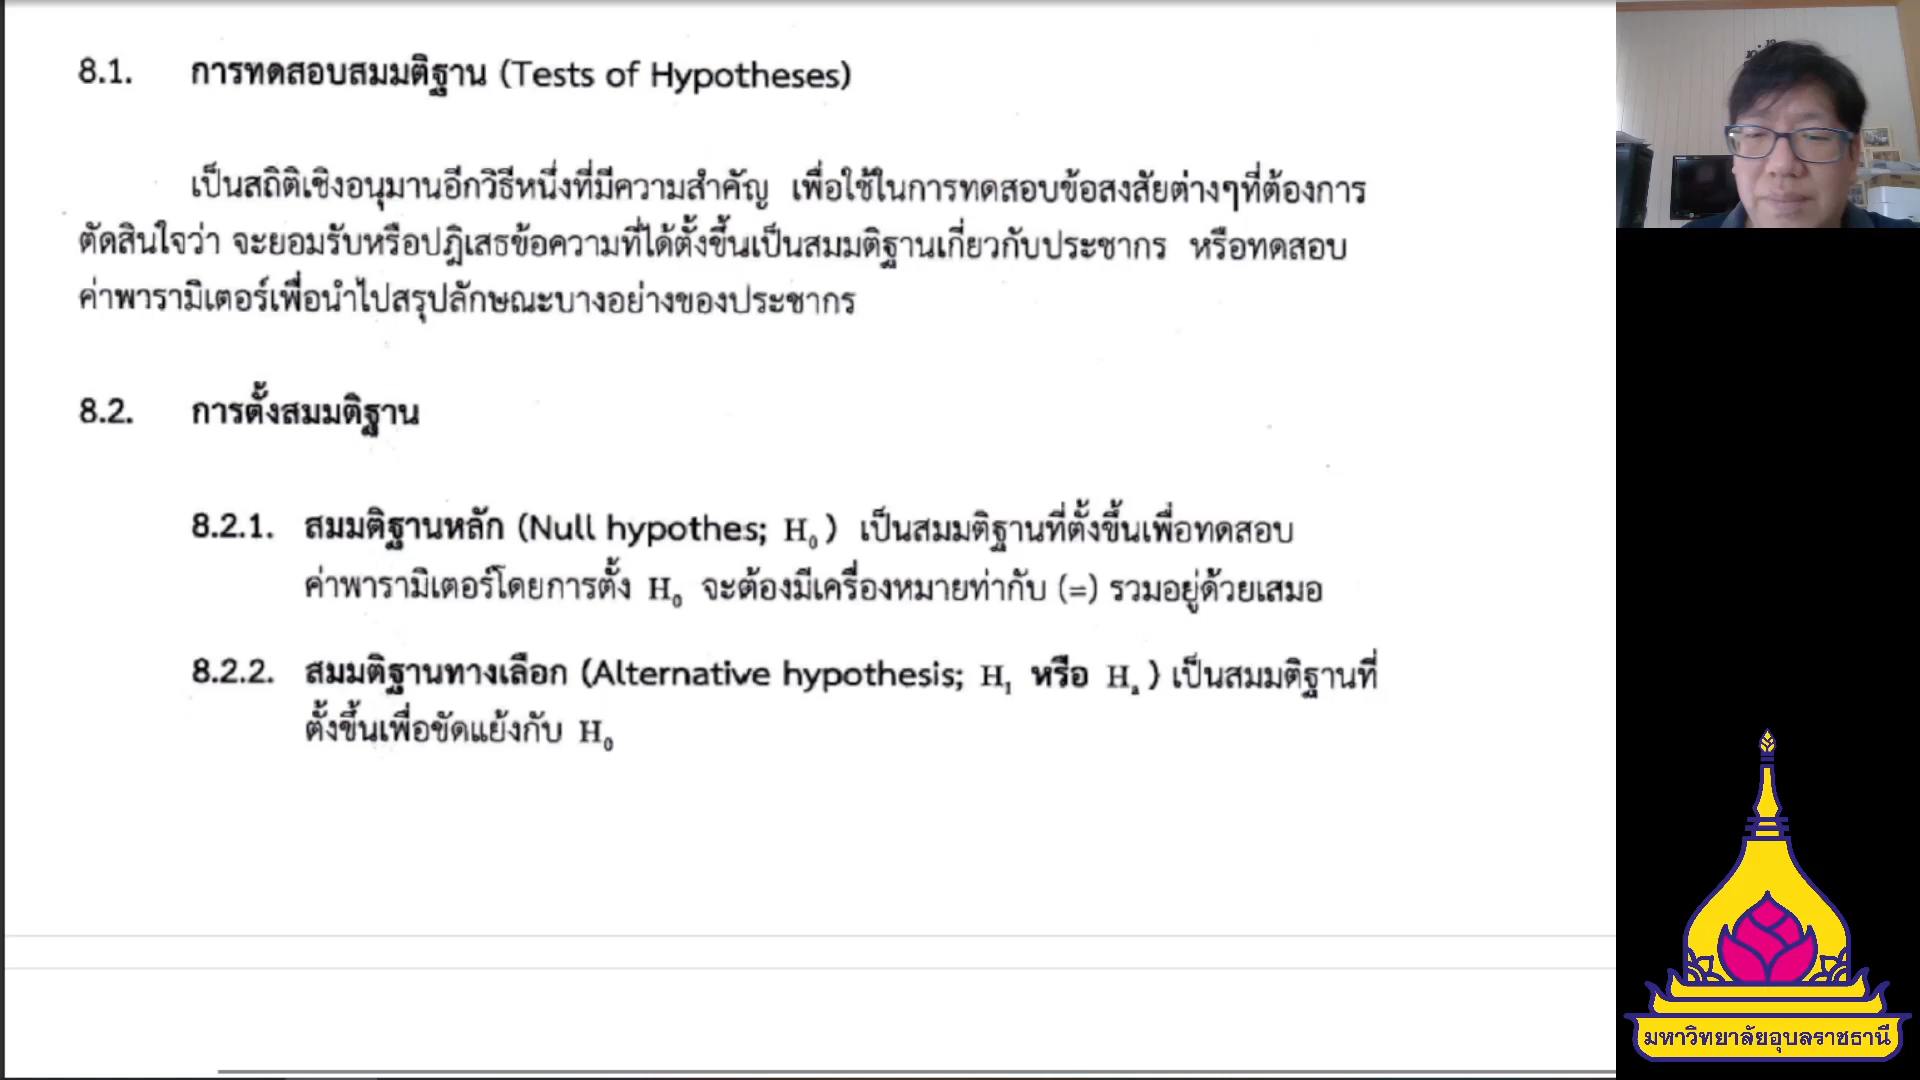 8.1. การทดสอบสมมติฐาน (Tests of Hypotheses)
เป็นสถิติเชิงอนุมานอีกวิธีหนึ่งที่มีความสำคัญ เพื่อใช้ในการทดสอบข้อสงสัยต่างๆที่ต้องการ
ตัดสินใจว่า จะยอมรับหรือปฎิเสธข้อความที่ได้ตั้งขึ้นเป็นสมมติฐานเกี่ยวกับประชากร หรือทดสอบ
ค่าพารามิเตอร์เพื่อนำไปสรุปลักษณะบางอย่างของประชากร
8.2. การตั้งสมมติฐาน
8.2.1. สมมติฐานหลัก (Null hypothes; H₀) เป็นสมมติฐานที่ตั้งขึ้นเพื่อทดสอบ
ค่าพารามิเตอร์โดยการตั้ง H₀ จะต้องมีเครื่องหมายท่ากับ (=) รวมอยู่ด้วยเสมอ
8.2.2. สมมติฐานทางเลือก (Alternative hypothesis; H₁ หรือ Hₐ) เป็นสมมติฐานที่
ตั้งขึ้นเพื่อขัดแย้งกับ H₀
มหาวิทยาลัยอุบลราชธานี